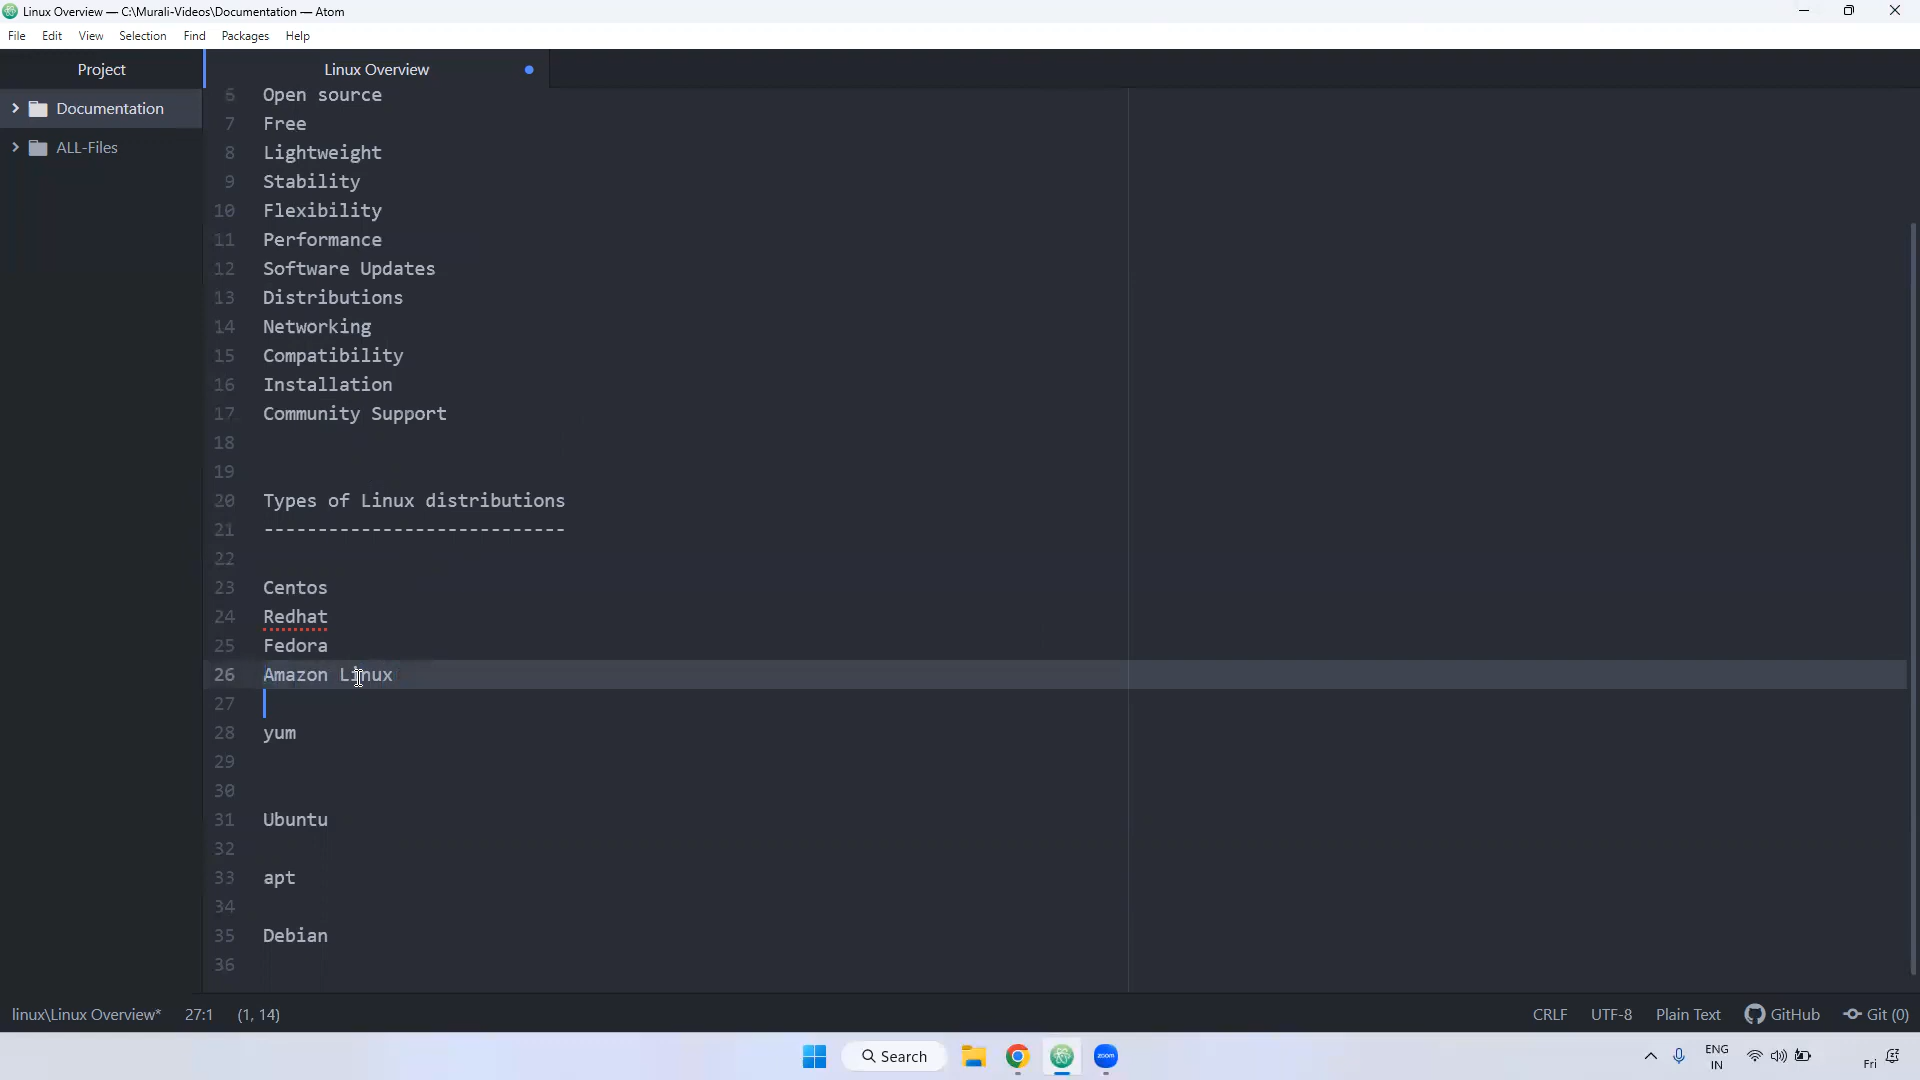 Linux Overview — C:\Murali-Videos\Documentation — Atom
File Edit View Selection Find Packages Help
Project
Linux Overview
Documentation
ALL-Files
6 Open source
7 Free
8 Lightweight
9 Stability
10 Flexibility
11 Performance
12 Software Updates
13 Distributions
14 Networking
15 Compatibility
16 Installation
17 Community Support
18
19
20 Types of Linux distributions
21 ----------------------------
22
23 Centos
24 Redhat
25 Fedora
26 Amazon Linux
27
28 yum
29
30
31 Ubuntu
32
33 apt
34
35 Debian
36
linux\Linux Overview* 27:1 (1, 14) CRLF UTF-8 Plain Text GitHub Git (0)
Search
zoom
ENG
IN
Fri